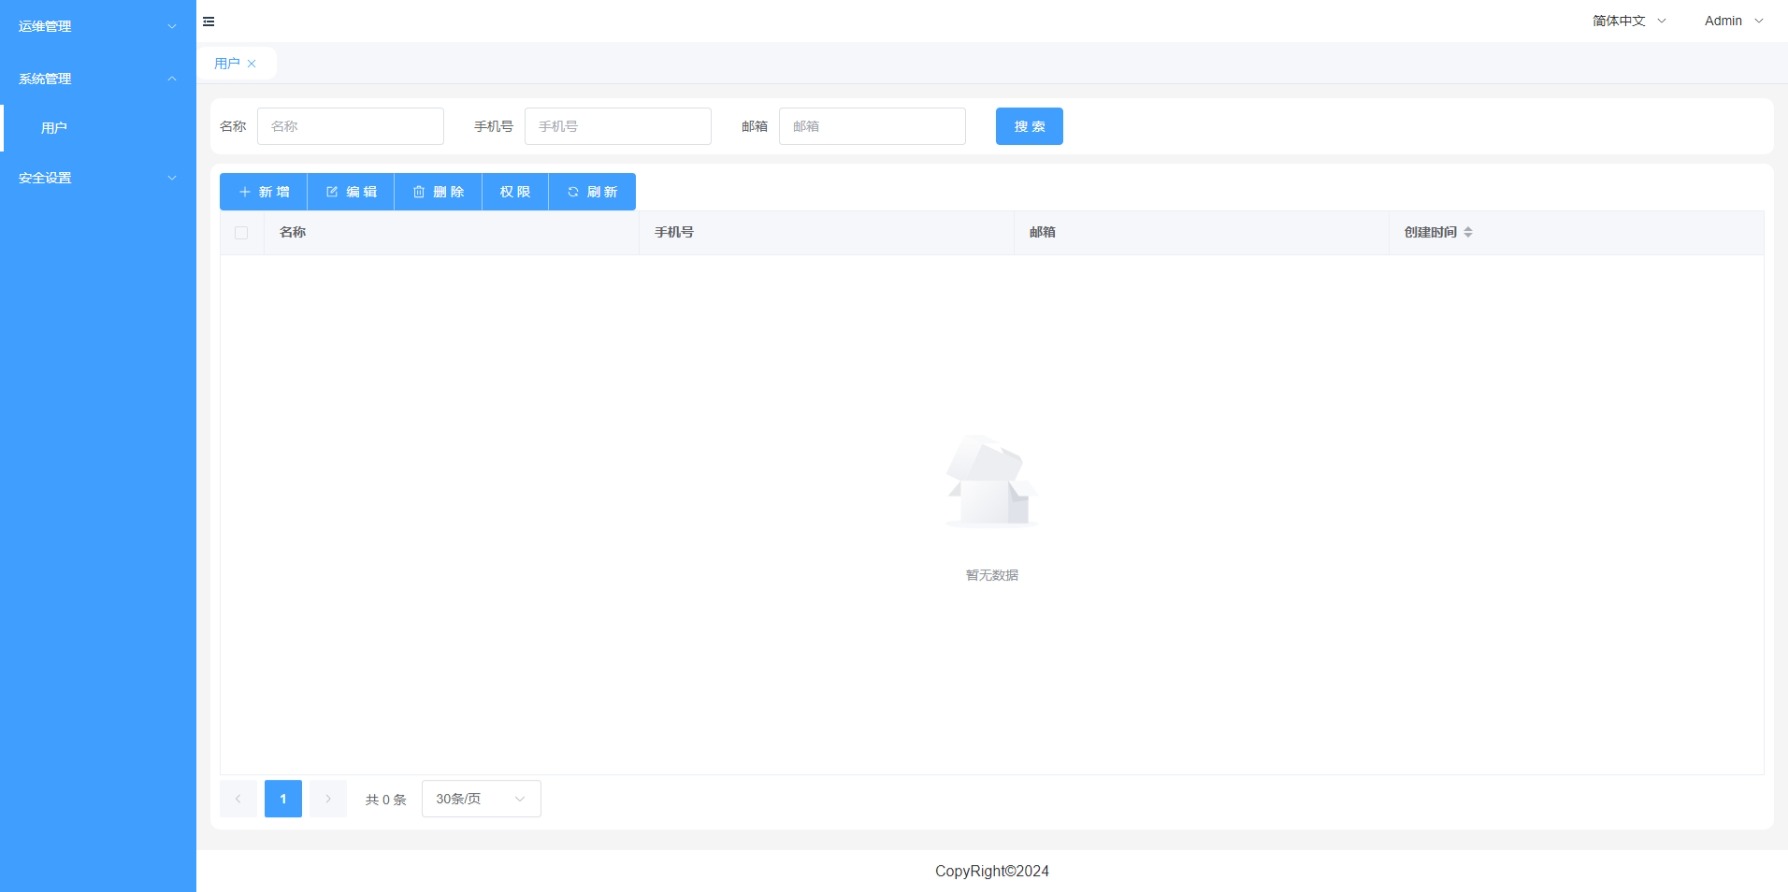 运维管理
系统管理
用户
安全设置
简体中文
Admin
用户
名称 名称 手机号 手机号 邮箱 邮箱 搜索
新增 编辑 删除 权限 刷新
名称 手机号 邮箱 创建时间
暂无数据
1 共 0 条 30条/页
CopyRight©2024